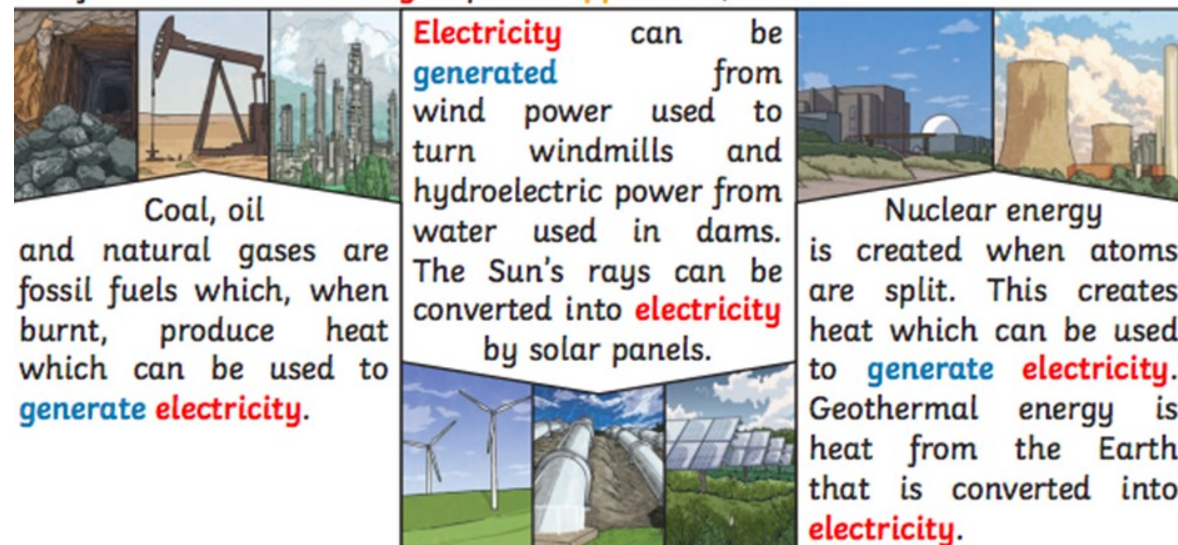 Coal, oil
and natural gases are
fossil fuels which, when
burnt, produce heat
which can be used to
generate electricity.
Electricity can be
generated from
wind power used to
turn windmills and
hydroelectric power from
water used in dams.
The Sun's rays can be
converted into electricity
by solar panels.
Nuclear energy
is created when atoms
are split. This creates
heat which can be used
to generate electricity.
Geothermal energy is
heat from the Earth
that is converted into
electricity.